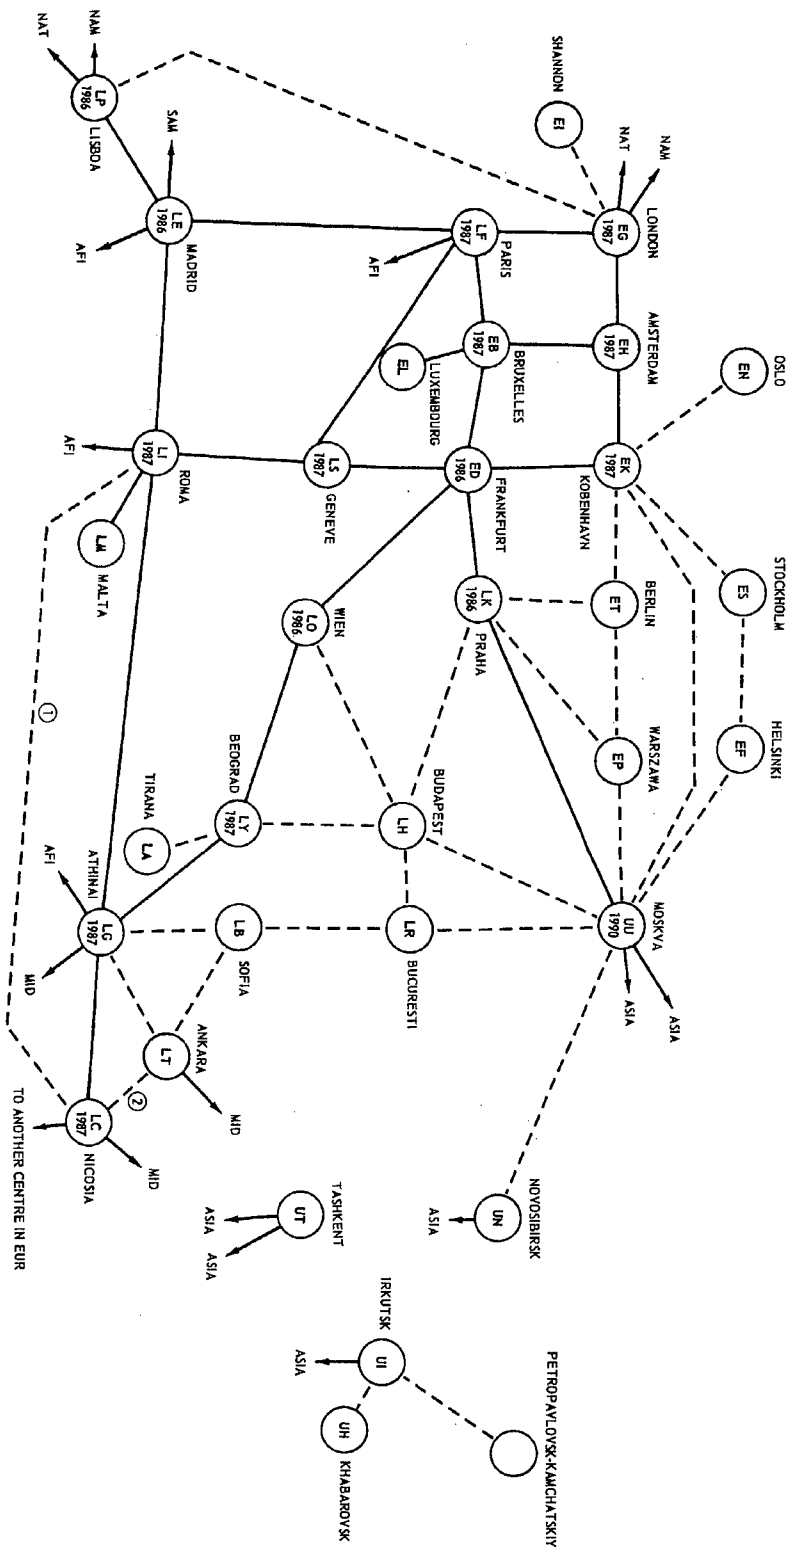 OSLO
EN
STOCKHOLM
ES
HELSINKI
EF
SHANNON
EI
NAT
NAM
LONDON
EG
1987
AMSTERDAM
EH
1987
EK
1987
KOBENHAVN
BERLIN
ET
WARSZAWA
EP
MOSKVA
UU
1990
ASIA
ASIA
LF
1987
PARIS
AFI
EB
1987
BRUXELLES
LUXEMBOURG
EL
ED
1986
FRANKFURT
LK
1986
PRAHA
BUDAPEST
LH
LR
BUCURESTI
NOVOSIBIRSK
UN
ASIA
PETROPAVLOVSK-KAMCHATSKIY
LS
1987
GENEVE
WIEN
LO
1986
BEOGRAD
LY
1987
TIRANA
LA
LB
SOFIA
TASHKENT
UT
ASIA
ASIA
IRKUTSK
UI
ASIA
UH
KHABAROVSK
NAM
NAT
LP
1986
LISBOA
SAM
LE
1986
MADRID
AFI
LI
1987
ROMA
AFI
LM
MALTA
ATHINAI
LG
1987
AFI
MID
ANKARA
LT
MID
2
LC
1987
NICOSIA
MID
TO ANOTHER CENTRE IN EUR
1